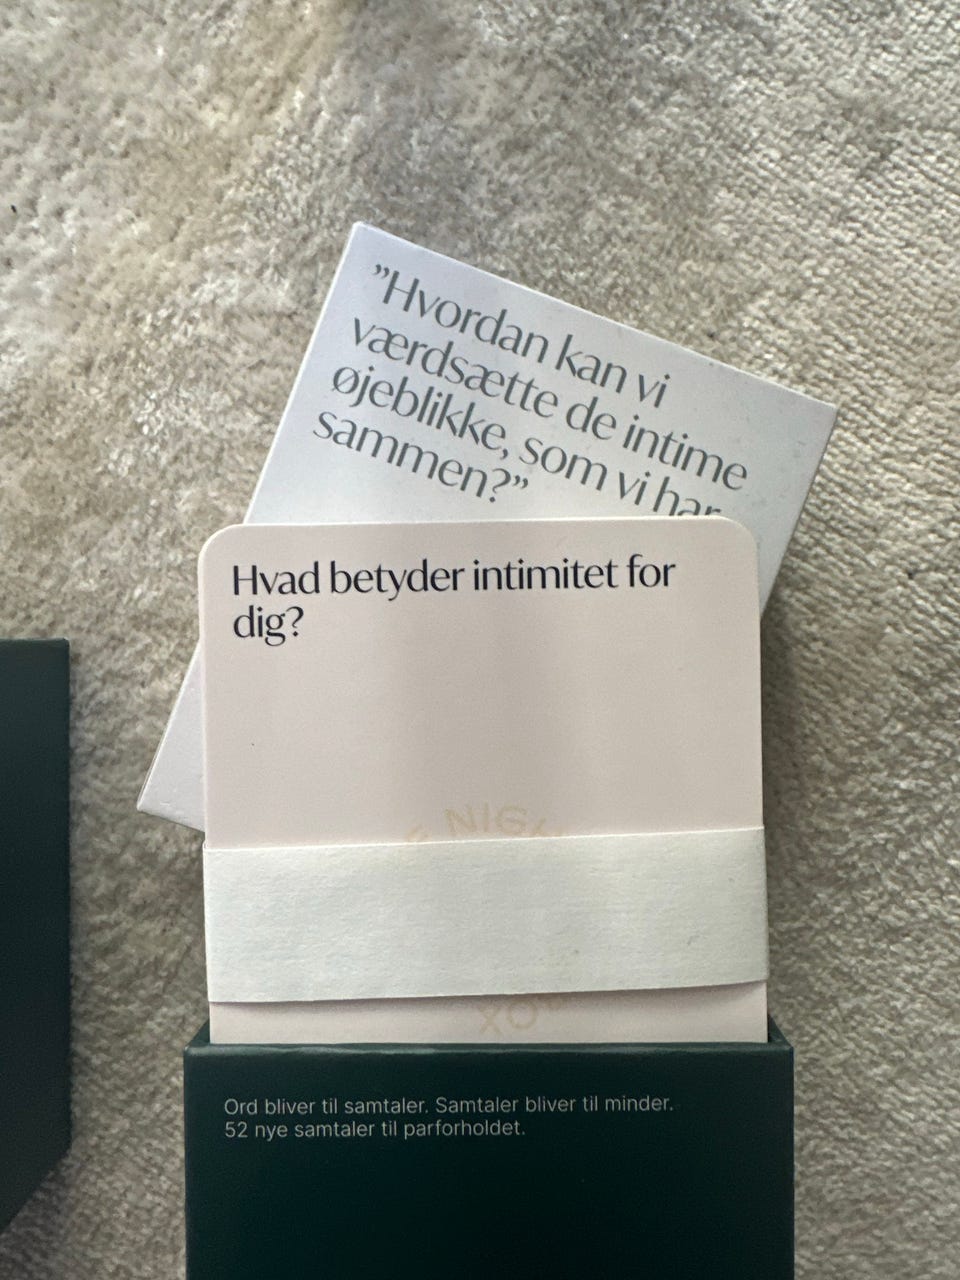 ”Hvordan kan vi
værdsætte de intime
øjeblikke, som vi har
sammen?”
Hvad betyder intimitet for
dig?
Ord bliver til samtaler. Samtaler bliver til minder.
52 nye samtaler til parforholdet.